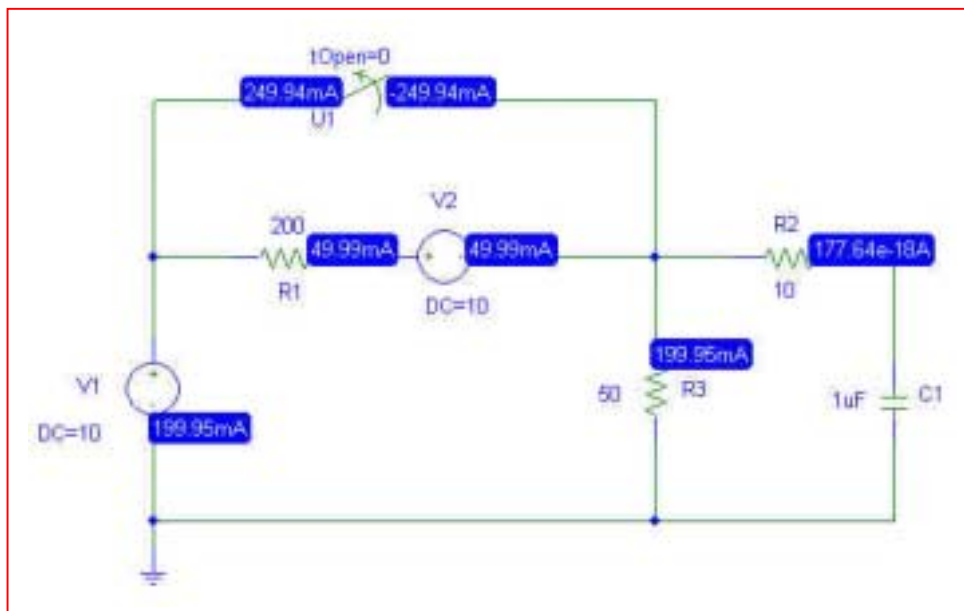 tOpen=0
249.94mA
-249.94mA
U1
V2
200
R2
49.99mA
49.99mA
177.64e-18A
R1
DC=10
10
199.95mA
V1
50
R3
1uF
C1
DC=10
199.95mA